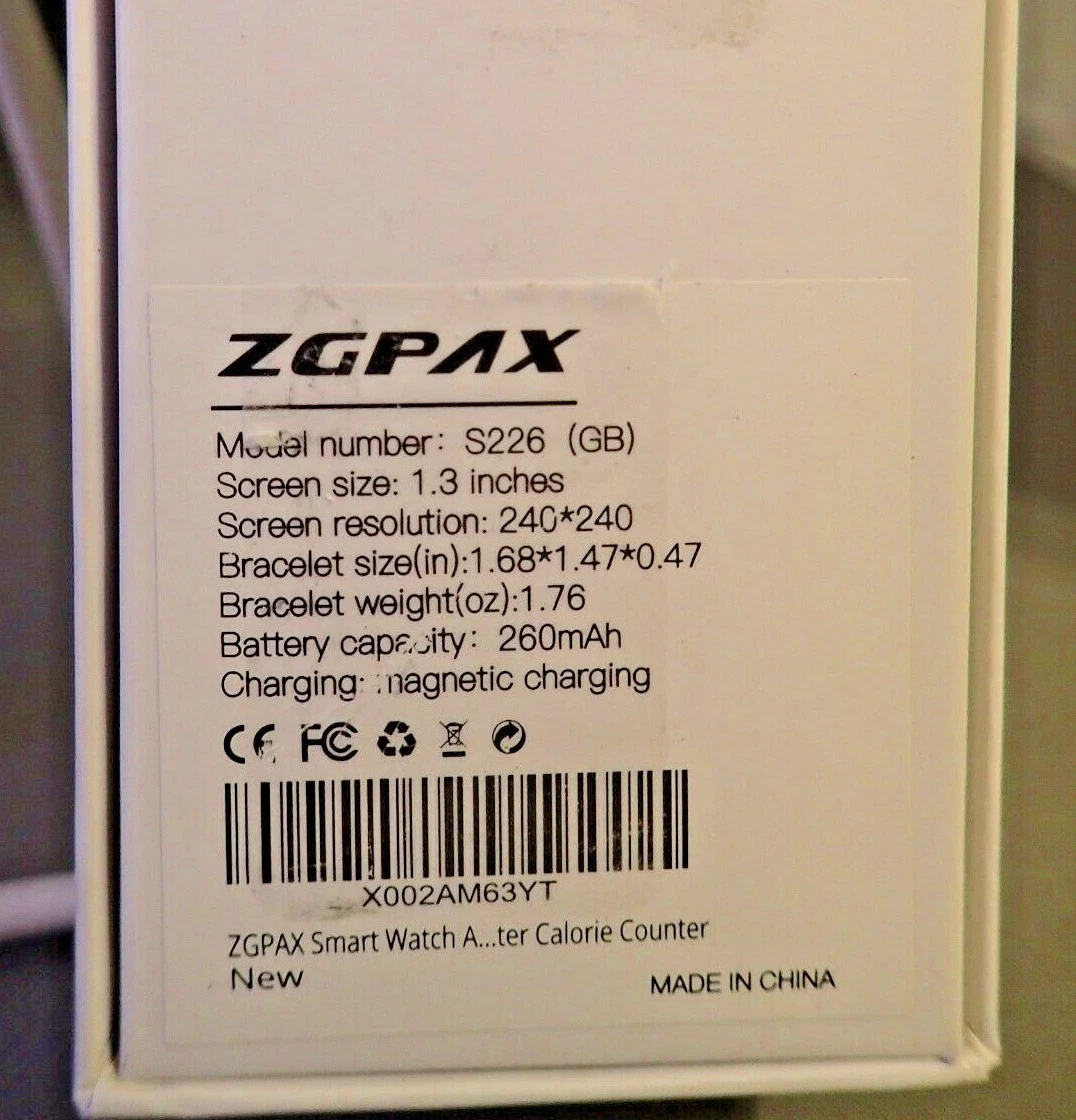 ZGPAX
Model number: S226 (GB)
Screen size: 1.3 inches
Screen resolution: 240*240
Bracelet size(in):1.68*1.47*0.47
Bracelet weight(oz):1.76
Battery capacity: 260mAh
Charging: magnetic charging
CE FC
X002AM63YT
ZGPAX Smart Watch A...ter Calorie Counter
New
MADE IN CHINA